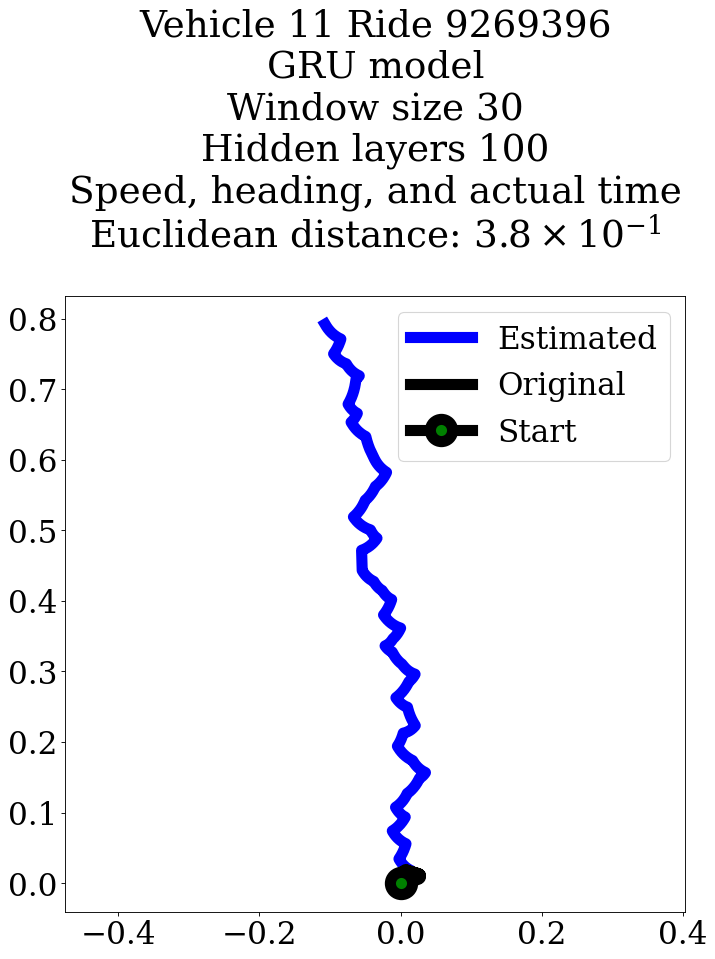 Vehicle 11 Ride 9269396
GRU model
Window size 30
Hidden layers 100
Speed, heading, and actual time
Euclidean distance: 3.8 × 10⁻¹
Estimated
Original
Start
0.8
0.7
0.6
0.5
0.4
0.3
0.2
0.1
0.0
−0.4 −0.2 0.0 0.2 0.4